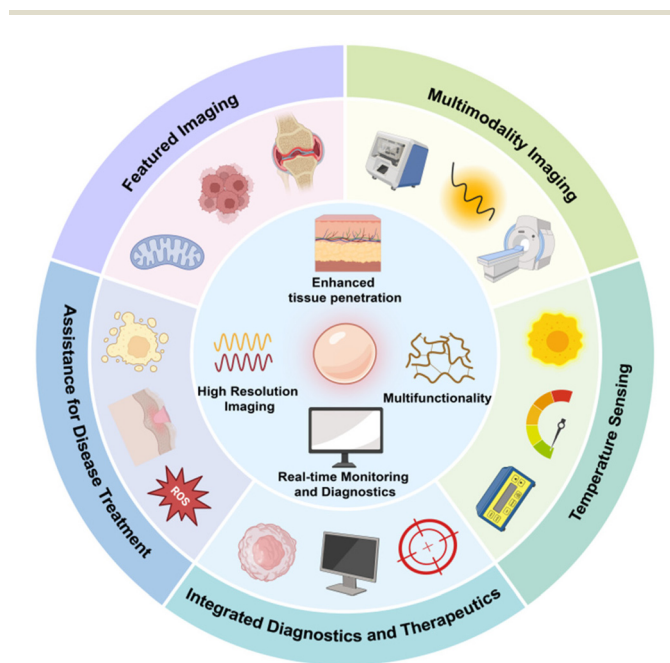 Featured Imaging
Multimodality Imaging
Enhanced
tissue penetration
High Resolution
Imaging
Multifunctionality
Real-time Monitoring
and Diagnostics
Assistance for Disease Treatment
ROS
Temperature Sensing
Integrated Diagnostics and Therapeutics